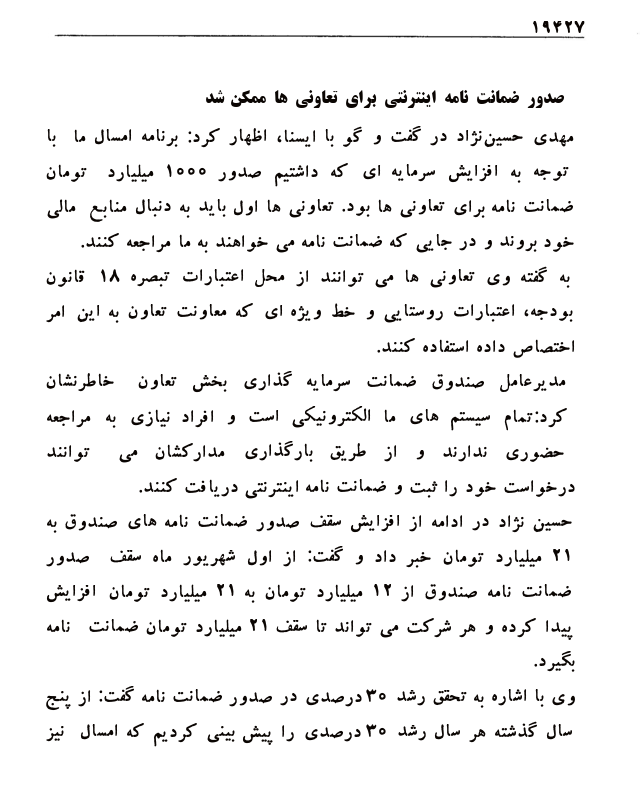 ۱۹۴۲۷
صدور ضمانت نامه اینترنتی برای تعاونی ها ممکن شد
مهدی حسین‌نژاد در گفت و گو با ایسنا، اظهار کرد: برنامه امسال ما با
توجه به افزایش سرمایه ای که داشتیم صدور ۱۰۰۰ میلیارد تومان
ضمانت نامه برای تعاونی ها بود. تعاونی ها اول باید به دنبال منابع مالی
خود بروند و در جایی که ضمانت نامه می خواهند به ما مراجعه کنند.
به گفته وی تعاونی ها می توانند از محل اعتبارات تبصره ۱۸ قانون
بودجه، اعتبارات روستایی و خط ویژه ای که معاونت تعاون به این امر
اختصاص داده استفاده کنند.
مدیرعامل صندوق ضمانت سرمایه گذاری بخش تعاون خاطرنشان
کرد:تمام سیستم های ما الکترونیکی است و افراد نیازی به مراجعه
حضوری ندارند و از طریق بارگذاری مدارکشان می توانند
درخواست خود را ثبت و ضمانت نامه اینترنتی دریافت کنند.
حسین نژاد در ادامه از افزایش سقف صدور ضمانت نامه های صندوق به
۲۱ میلیارد تومان خبر داد و گفت: از اول شهریور ماه سقف صدور
ضمانت نامه صندوق از ۱۲ میلیارد تومان به ۲۱ میلیارد تومان افزایش
پیدا کرده و هر شرکت می تواند تا سقف ۲۱ میلیارد تومان ضمانت نامه
بگیرد.
وی با اشاره به تحقق رشد ۳۰درصدی در صدور ضمانت نامه گفت: از پنج
سال گذشته هر سال رشد ۳۰درصدی را پیش بینی کردیم که امسال نیز